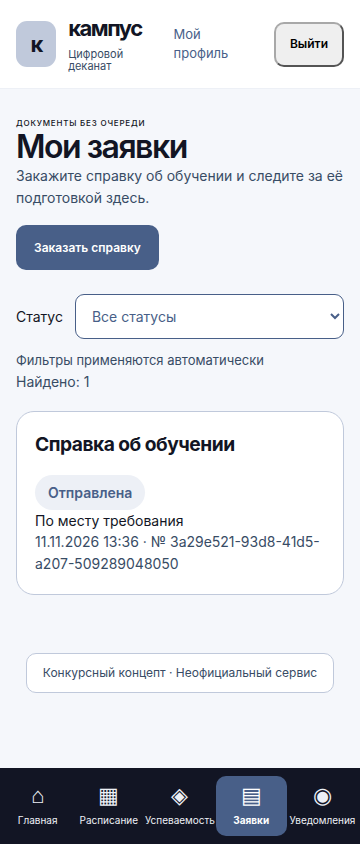 к
кампус
Цифровой
деканат
Мой
профиль
Выйти
ДОКУМЕНТЫ БЕЗ ОЧЕРЕДИ
Мои заявки
Закажите справку об обучении и следите за её
подготовкой здесь.
Заказать справку
Статус
Все статусы
Фильтры применяются автоматически
Найдено: 1
Справка об обучении
Отправлена
По месту требования
11.11.2026 13:36 · № 3a29e521-93d8-41d5-
a207-509289048050
Конкурсный концепт · Неофициальный сервис
Главная
Расписание
Успеваемость
Заявки
Уведомления